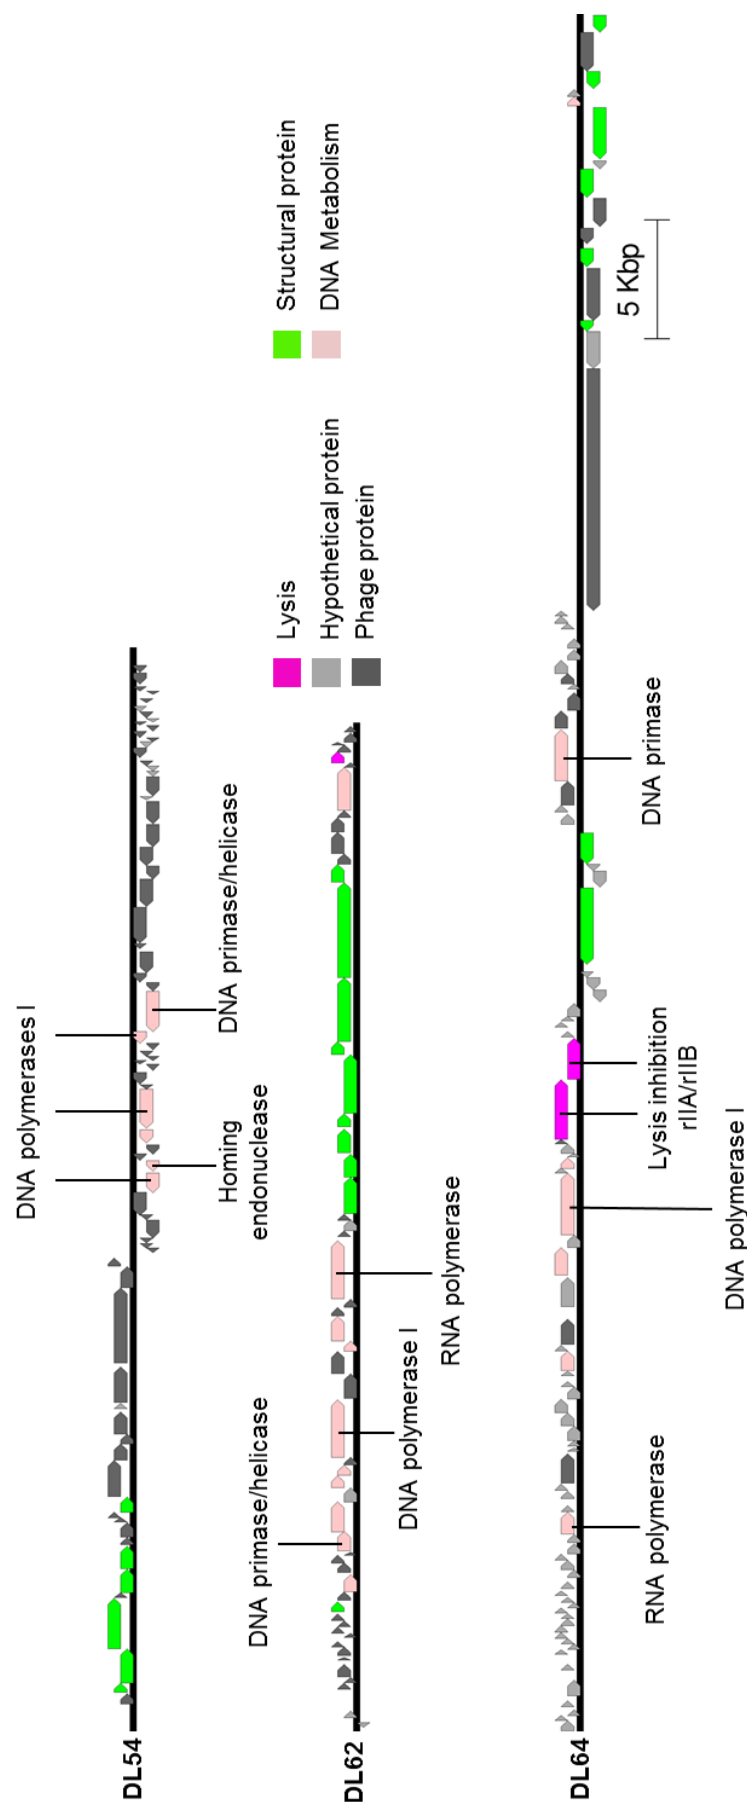 DL54
DNA polymerases I
Homing
endonuclease
DNA primase/helicase
Lysis
Hypothetical protein
Phage protein
Structural protein
DNA Metabolism
DL62
DNA primase/helicase
DNA polymerase I
RNA polymerase
DL64
RNA polymerase
DNA polymerase I
Lysis inhibition
rIIA/rIIB
DNA primase
5 Kbp